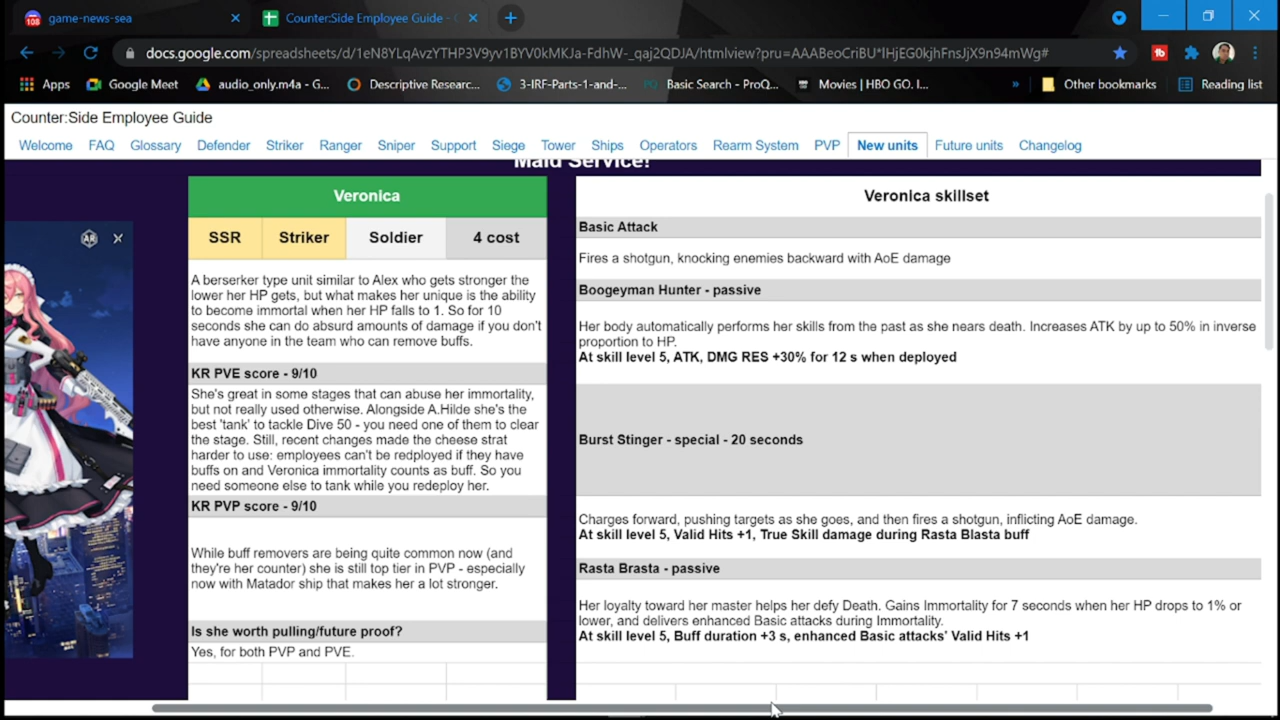 game-news-sea
Counter:Side Employee Guide -
docs.google.com/spreadsheets/d/1eN8YLqAvzYTHP3V9yv1BYV0kMKJa-FdhW-_qaj2QDJA/htmlview?pru=AAABeoCriBU*IHjEG0kjhFnsJjX9n94mWg#
Apps Google Meet audio_only.m4a - G... Descriptive Researc... 3-IRF-Parts-1-and-... Basic Search - ProQ... Movies | HBO GO. I... » Other bookmarks Reading list
Counter:Side Employee Guide
Welcome FAQ Glossary Defender Striker Ranger Sniper Support Siege Tower Ships Operators Rearm System PVP New units Future units Changelog
Maid Service!
Veronica
SSR Striker Soldier 4 cost
A berserker type unit similar to Alex who gets stronger the
lower her HP gets, but what makes her unique is the ability
to become immortal when her HP falls to 1. So for 10
seconds she can do absurd amounts of damage if you don't
have anyone in the team who can remove buffs.
KR PVE score - 9/10
She's great in some stages that can abuse her immortality,
but not really used otherwise. Alongside A.Hilde she's the
best 'tank' to tackle Dive 50 - you need one of them to clear
the stage. Still, recent changes made the cheese strat
harder to use: employees can't be redployed if they have
buffs on and Veronica immortality counts as buff. So you
need someone else to tank while you redeploy her.
KR PVP score - 9/10
While buff removers are being quite common now (and
they're her counter) she is still top tier in PVP - especially
now with Matador ship that makes her a lot stronger.
Is she worth pulling/future proof?
Yes, for both PVP and PVE.
Veronica skillset
Basic Attack
Fires a shotgun, knocking enemies backward with AoE damage
Boogeyman Hunter - passive
Her body automatically performs her skills from the past as she nears death. Increases ATK by up to 50% in inverse
proportion to HP.
At skill level 5, ATK, DMG RES +30% for 12 s when deployed
Burst Stinger - special - 20 seconds
Charges forward, pushing targets as she goes, and then fires a shotgun, inflicting AoE damage.
At skill level 5, Valid Hits +1, True Skill damage during Rasta Blasta buff
Rasta Brasta - passive
Her loyalty toward her master helps her defy Death. Gains Immortality for 7 seconds when her HP drops to 1% or
lower, and delivers enhanced Basic attacks during Immortality.
At skill level 5, Buff duration +3 s, enhanced Basic attacks' Valid Hits +1